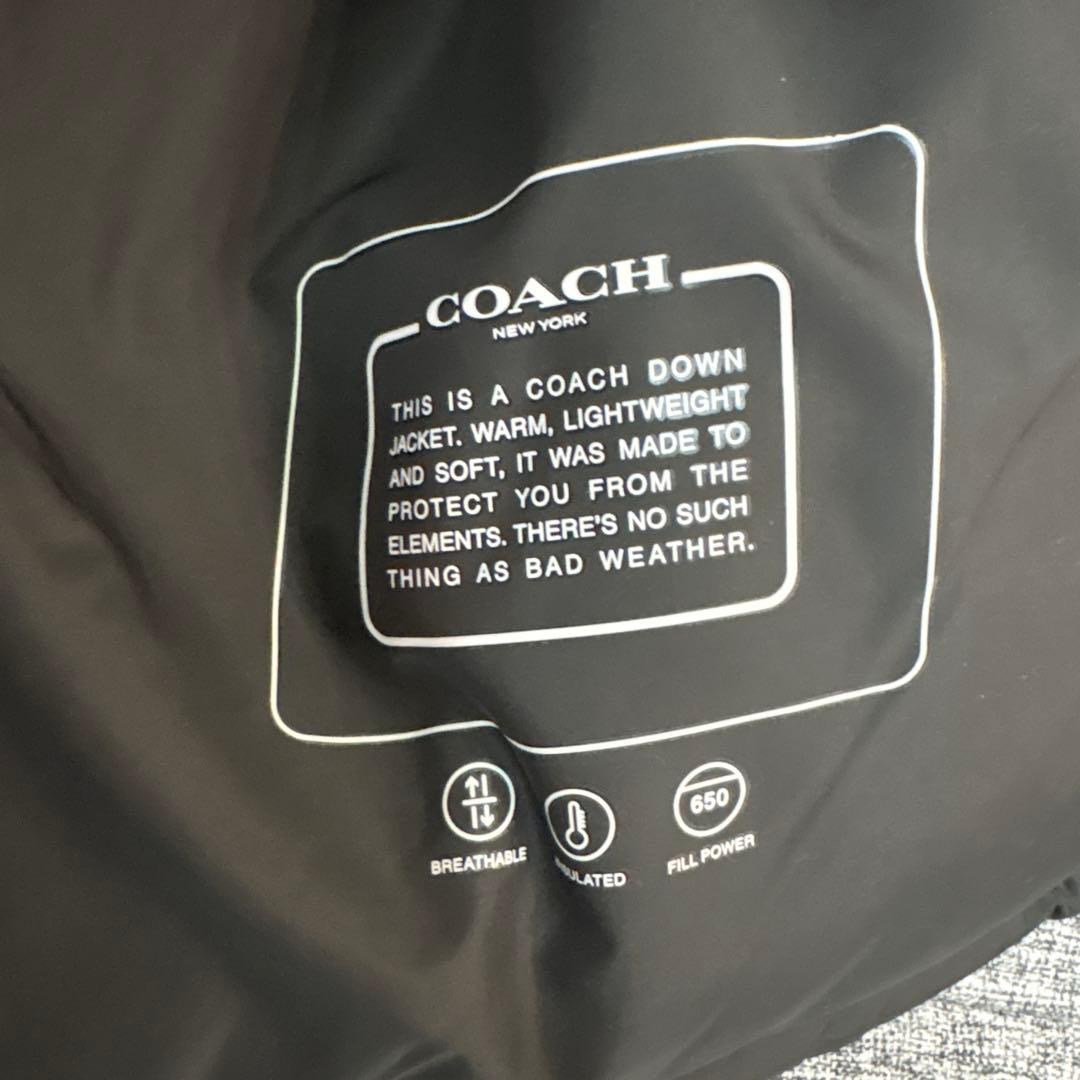 COACH
NEW YORK
THIS IS A COACH DOWN
JACKET. WARM, LIGHTWEIGHT
AND SOFT, IT WAS MADE TO
PROTECT YOU FROM THE
ELEMENTS. THERE'S NO SUCH
THING AS BAD WEATHER.
650
BREATHABLE
INSULATED
FILL POWER